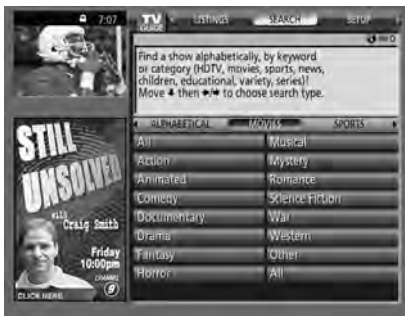 7:07
TV
GUIDE
LISTINGS
SEARCH
SETUP
Find a show alphabetically, by keyword
or category (HDTV, movies, sports, news,
children, educational, variety, series)!
Move then to choose search type.
ALPHABETICAL
MOVIES
SPORTS
All
Musical
Action
Mystery
Animated
Romance
Comedy
Science Fiction
Documentary
War
Drama
Western
Fantasy
Other
Horror
All
STILL
UNSOLVED
with
Craig Smith
Friday
10:00pm
CHANNEL
9
CLICK HERE